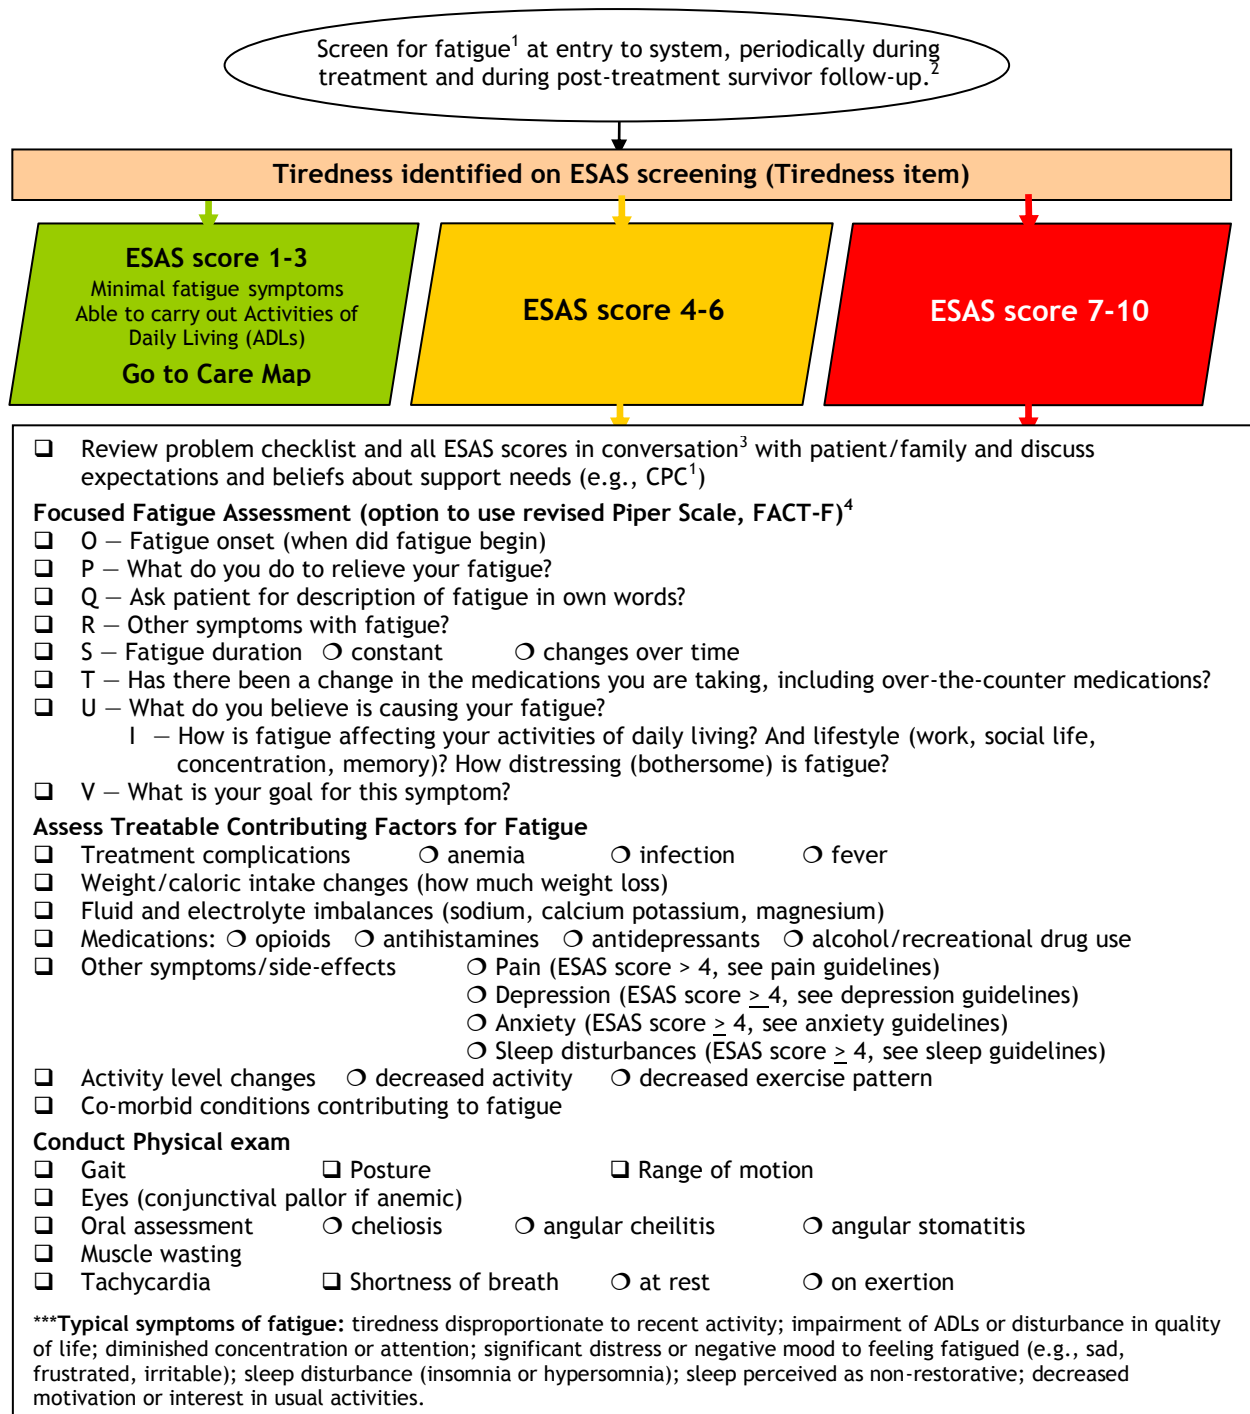 Screen for fatigue1 at entry to system, periodically during
treatment and during post-treatment survivor follow-up.2
Tiredness identified on ESAS screening (Tiredness item)
ESAS score 1-3
Minimal fatigue symptoms
Able to carry out Activities of
Daily Living (ADLs)
Go to Care Map
ESAS score 4-6
ESAS score 7-10
❑ Review problem checklist and all ESAS scores in conversation3 with patient/family and discuss
expectations and beliefs about support needs (e.g., CPC1)
Focused Fatigue Assessment (option to use revised Piper Scale, FACT-F)4
❑ O — Fatigue onset (when did fatigue begin)
❑ P — What do you do to relieve your fatigue?
❑ Q — Ask patient for description of fatigue in own words?
❑ R — Other symptoms with fatigue?
❑ S — Fatigue duration ❍ constant ❍ changes over time
❑ T — Has there been a change in the medications you are taking, including over-the-counter medications?
❑ U — What do you believe is causing your fatigue?
I — How is fatigue affecting your activities of daily living? And lifestyle (work, social life,
concentration, memory)? How distressing (bothersome) is fatigue?
❑ V — What is your goal for this symptom?
Assess Treatable Contributing Factors for Fatigue
❑ Treatment complications ❍ anemia ❍ infection ❍ fever
❑ Weight/caloric intake changes (how much weight loss)
❑ Fluid and electrolyte imbalances (sodium, calcium potassium, magnesium)
❑ Medications: ❍ opioids ❍ antihistamines ❍ antidepressants ❍ alcohol/recreational drug use
❑ Other symptoms/side-effects ❍ Pain (ESAS score > 4, see pain guidelines)
❍ Depression (ESAS score ≥ 4, see depression guidelines)
❍ Anxiety (ESAS score ≥ 4, see anxiety guidelines)
❍ Sleep disturbances (ESAS score ≥ 4, see sleep guidelines)
❑ Activity level changes ❍ decreased activity ❍ decreased exercise pattern
❑ Co-morbid conditions contributing to fatigue
Conduct Physical exam
❑ Gait ❑ Posture ❑ Range of motion
❑ Eyes (conjunctival pallor if anemic)
❑ Oral assessment ❍ cheliosis ❍ angular cheilitis ❍ angular stomatitis
❑ Muscle wasting
❑ Tachycardia ❑ Shortness of breath ❍ at rest ❍ on exertion
***Typical symptoms of fatigue: tiredness disproportionate to recent activity; impairment of ADLs or disturbance in quality
of life; diminished concentration or attention; significant distress or negative mood to feeling fatigued (e.g., sad,
frustrated, irritable); sleep disturbance (insomnia or hypersomnia); sleep perceived as non-restorative; decreased
motivation or interest in usual activities.